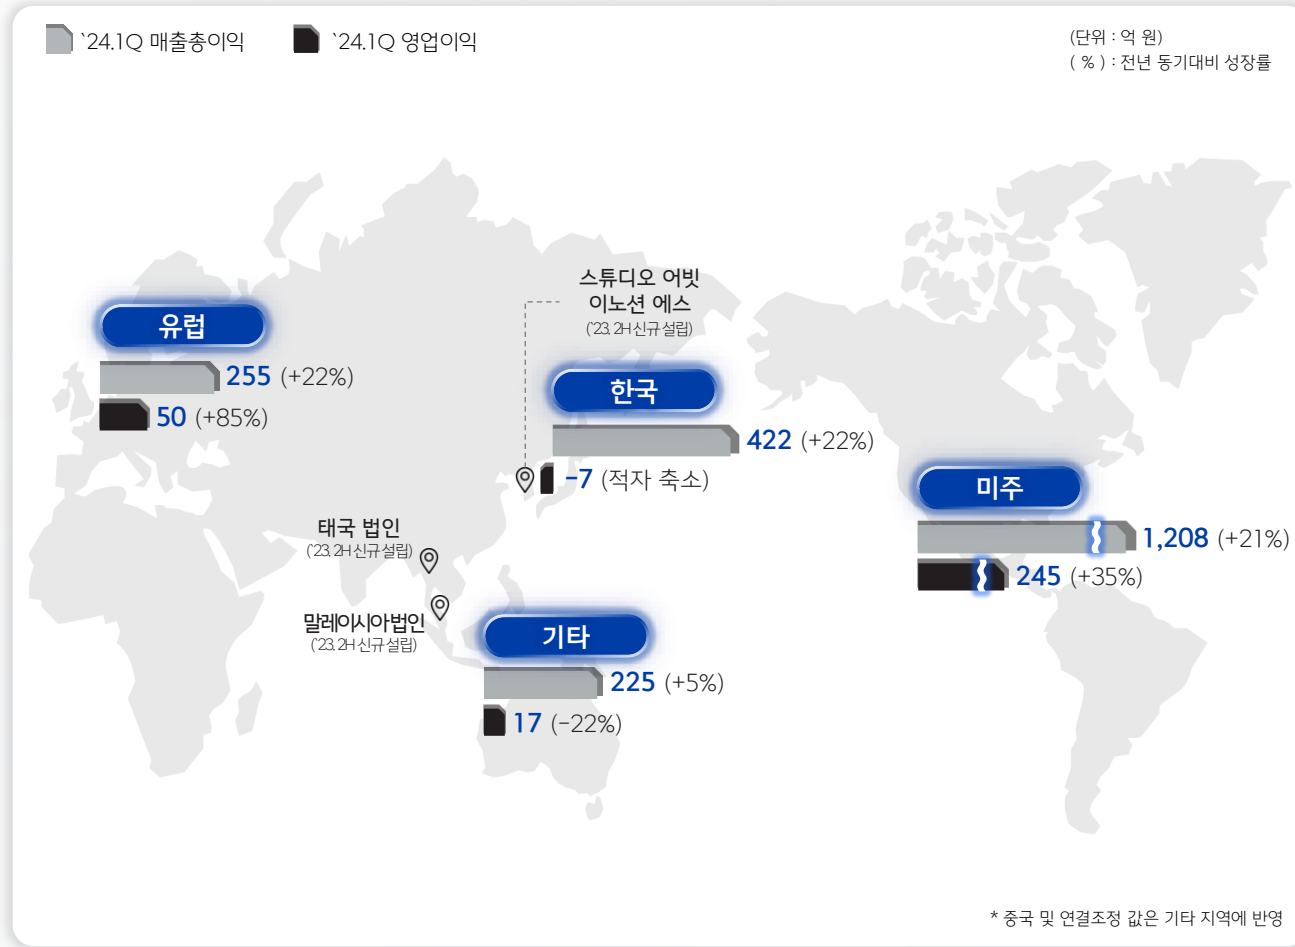 `24.1Q 매출총이익
`24.1Q 영업이익
(단위 : 억 원)
( % ) : 전년 동기대비 성장률
스튜디오 어빗
이노션 에스
(`23. 2H 신규 설립)
유럽
255 (+22%)
50 (+85%)
한국
422 (+22%)
-7 (적자 축소)
미주
1,208 (+21%)
245 (+35%)
태국 법인
(`23. 2H 신규 설립)
말레이시아법인
(`23. 2H 신규 설립)
기타
225 (+5%)
17 (-22%)
* 중국 및 연결조정 값은 기타 지역에 반영